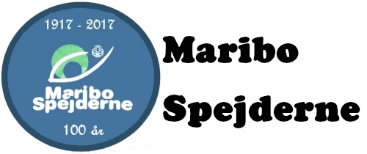 1917 - 2017
Maribo
Spejderne
100 år
Maribo
Spejderne